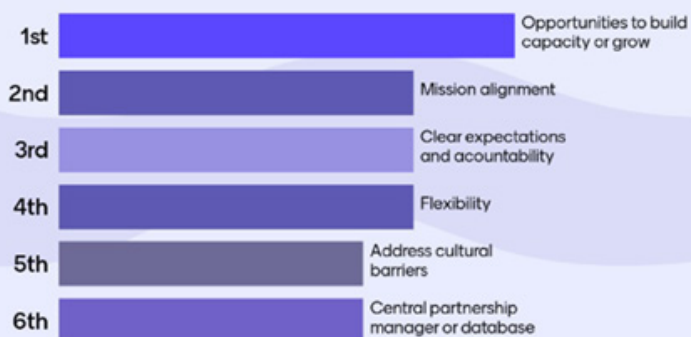 1st
Opportunities to build
capacity or grow
2nd
Mission alignment
3rd
Clear expectations
and acountability
4th
Flexibility
5th
Address cultural
barriers
6th
Central partnership
manager or database